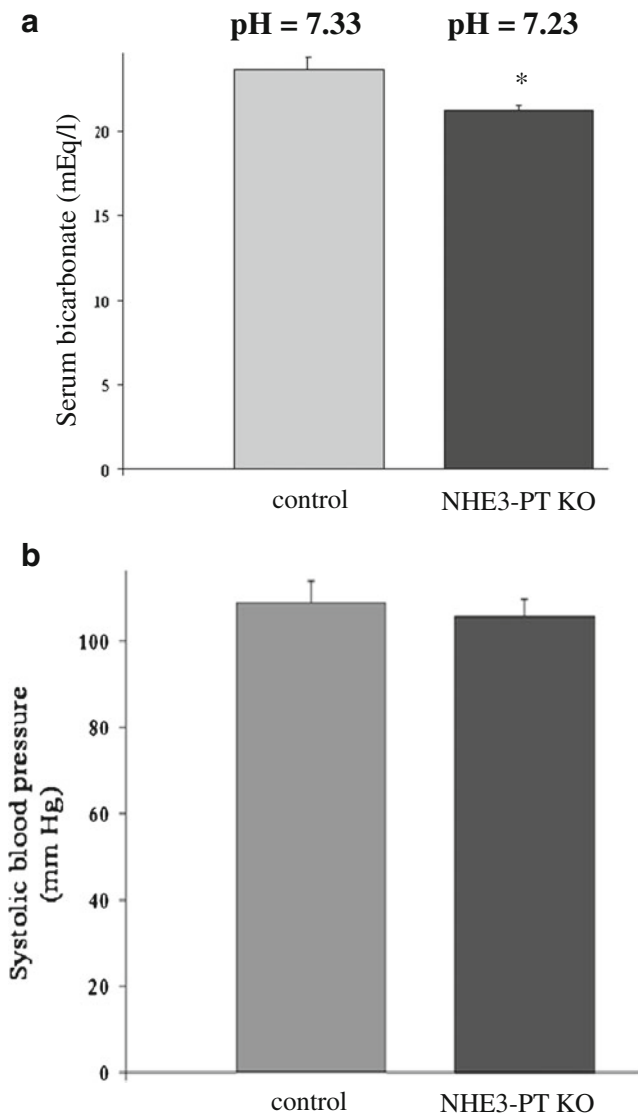 a
pH = 7.33 pH = 7.23
*
Serum bicarbonate (mEq/l)
20
15
10
5
0
control NHE3-PT KO
b
Systolic blood pressure
(mm Hg)
100
80
60
40
20
0
control NHE3-PT KO